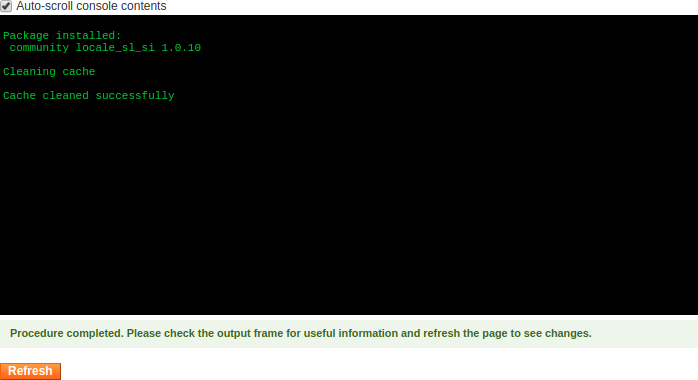 Auto-scroll console contents
Package installed:
community locale_sl_si 1.0.10
Cleaning cache
Cache cleaned successfully
Procedure completed. Please check the output frame for useful information and refresh the page to see changes.
Refresh